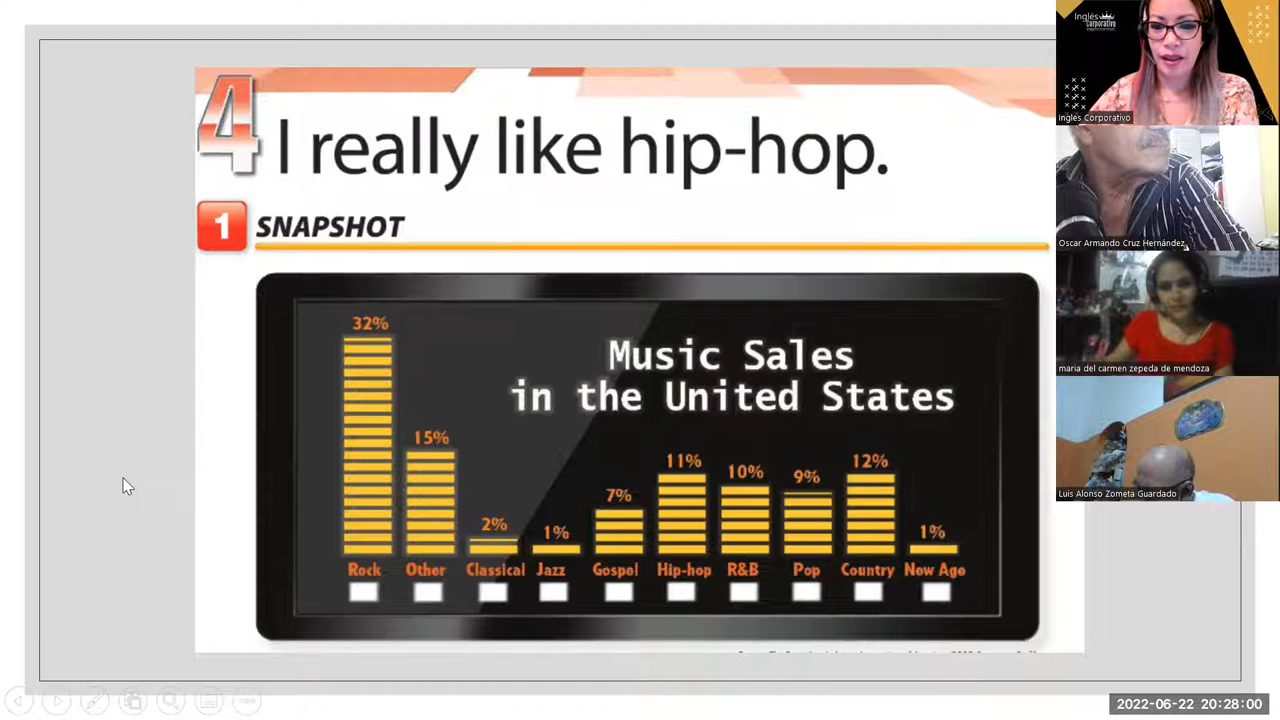 4 I really like hip-hop.
1 SNAPSHOT
Music Sales
in the United States
32% 15% 2% 1% 7% 11% 10% 9% 12% 1%
Rock Other Classical Jazz Gospel Hip-hop R&B Pop Country New Age
Inglés
Corporativo
Inglés Corporativo
Oscar Armando Cruz Hernández
maria del carmen zepeda de mendoza
Luis Alonso Zometa Guardado
2022-06-22 20:28:00